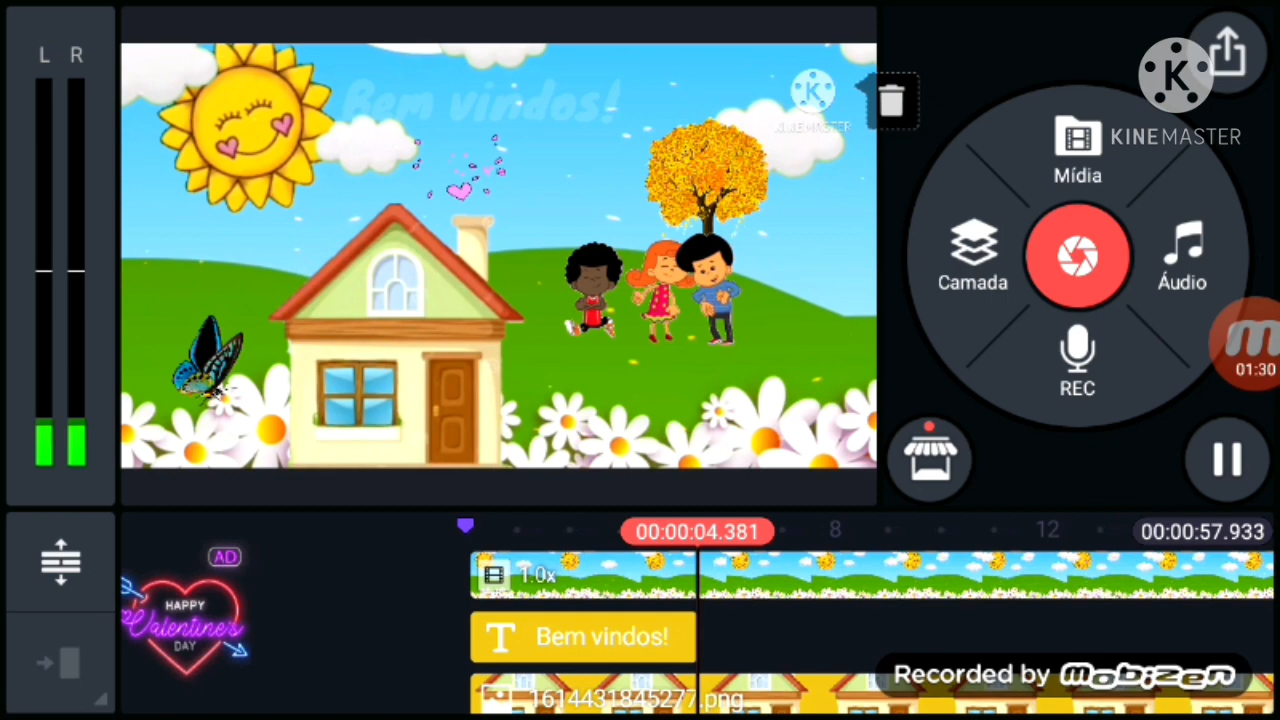 L R
Bem vindos!
KINEMASTER
KINEMASTER
Mídia
Camada
Áudio
REC
01:30
00:00:04.381
8
12
00:00:57.933
AD
HAPPY
Valentine's
DAY
1.0x
T Bem vindos!
1614431845277.png
Recorded by mobizen